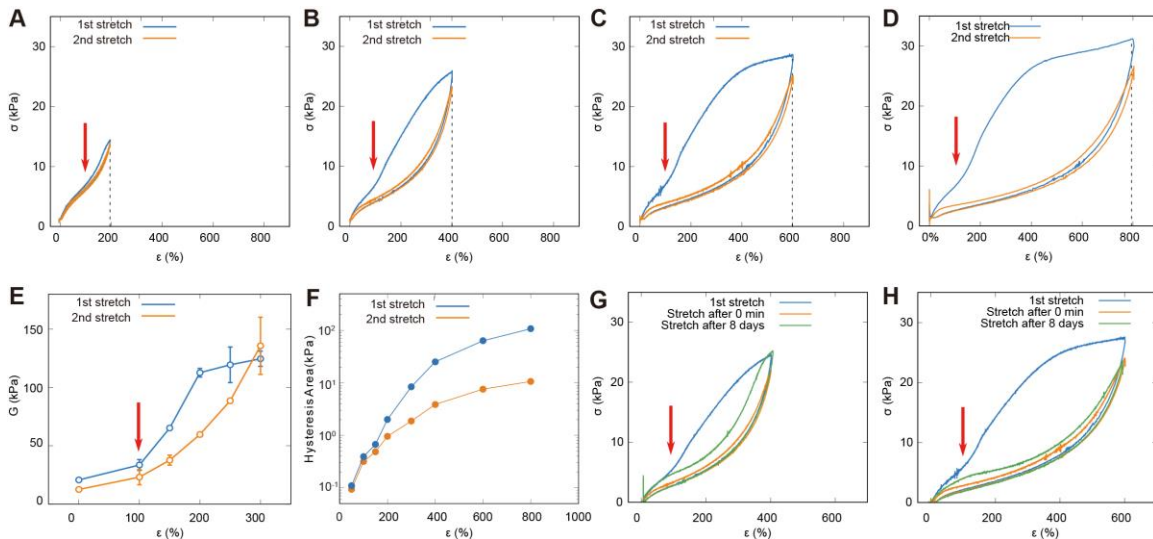 A
1st stretch
2nd stretch
30
20
10
0
σ (kPa)
0 200 400 600 800
ε (%)
B
1st stretch
2nd stretch
30
20
10
0
σ (kPa)
0 200 400 600 800
ε (%)
C
1st stretch
2nd stretch
30
20
10
0
σ (kPa)
0 200 400 600 800
ε (%)
D
1st stretch
2nd stretch
30
20
10
0
σ (kPa)
0% 200 400 600 800
ε (%)
E
1st stretch
2nd stretch
150
100
50
0
G (kPa)
0 100 200 300
ε (%)
F
1st stretch
2nd stretch
10²
10¹
10⁰
10⁻¹
Hysteresis Area (kPa)
0 200 400 600 800 1000
ε (%)
G
1st stretch
Stretch after 0 min
Stretch after 8 days
30
20
10
0
σ (kPa)
0 200 400 600
ε (%)
H
1st stretch
Stretch after 0 min
Stretch after 8 days
30
20
10
0
σ (kPa)
0 200 400 600
ε (%)